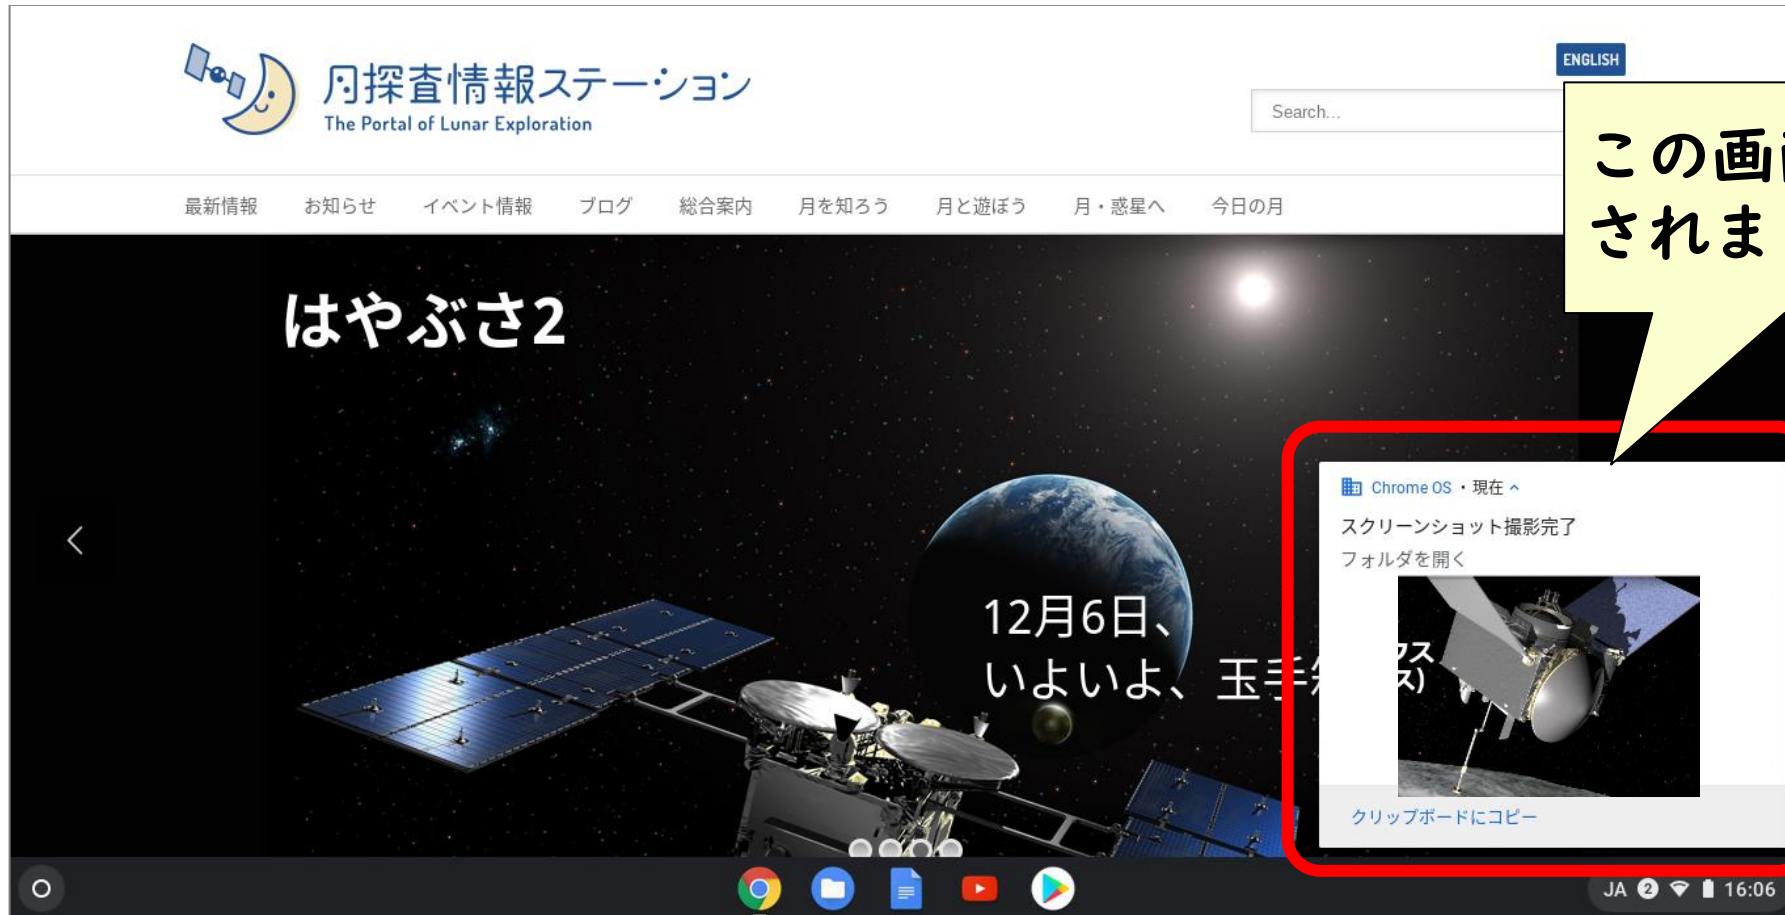 月探査情報ステーション
The Portal of Lunar Exploration
ENGLISH
Search...
この画
されま
最新情報 お知らせ イベント情報 ブログ 総合案内 月を知ろう 月と遊ぼう 月・惑星へ 今日の月
はやぶさ2
12月6日、
いよいよ、玉手
クス
ス)
Chrome OS・現在
スクリーンショット撮影完了
フォルダを開く
クリップボードにコピー
JA 2 16:06